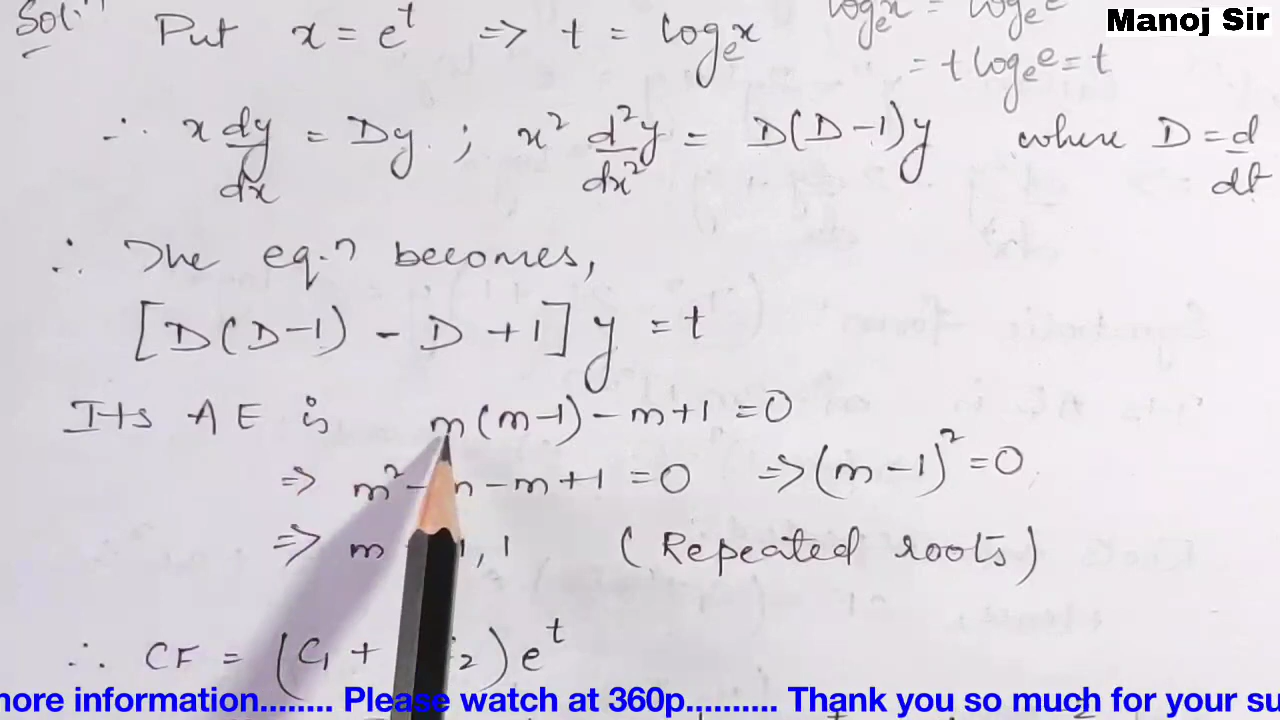 Sol.n Put x = e^t => t = log_e x
log_e x = log_e e
= t log_e e = t
Manoj Sir
∴ x dy/dx = Dy ; x² d²y/dx² = D(D-1)y where D = d/dt
∴ The eq.n becomes,
[D(D-1) - D + 1] y = t
Its AE is m(m-1) - m+1 = 0
=> m² - m - m + 1 = 0 => (m-1)² = 0
=> m 1, 1 (Repeated roots)
∴ CF = (C₁ + ₂) e^t
more information........ Please watch at 360p.......... Thank you so much for your su